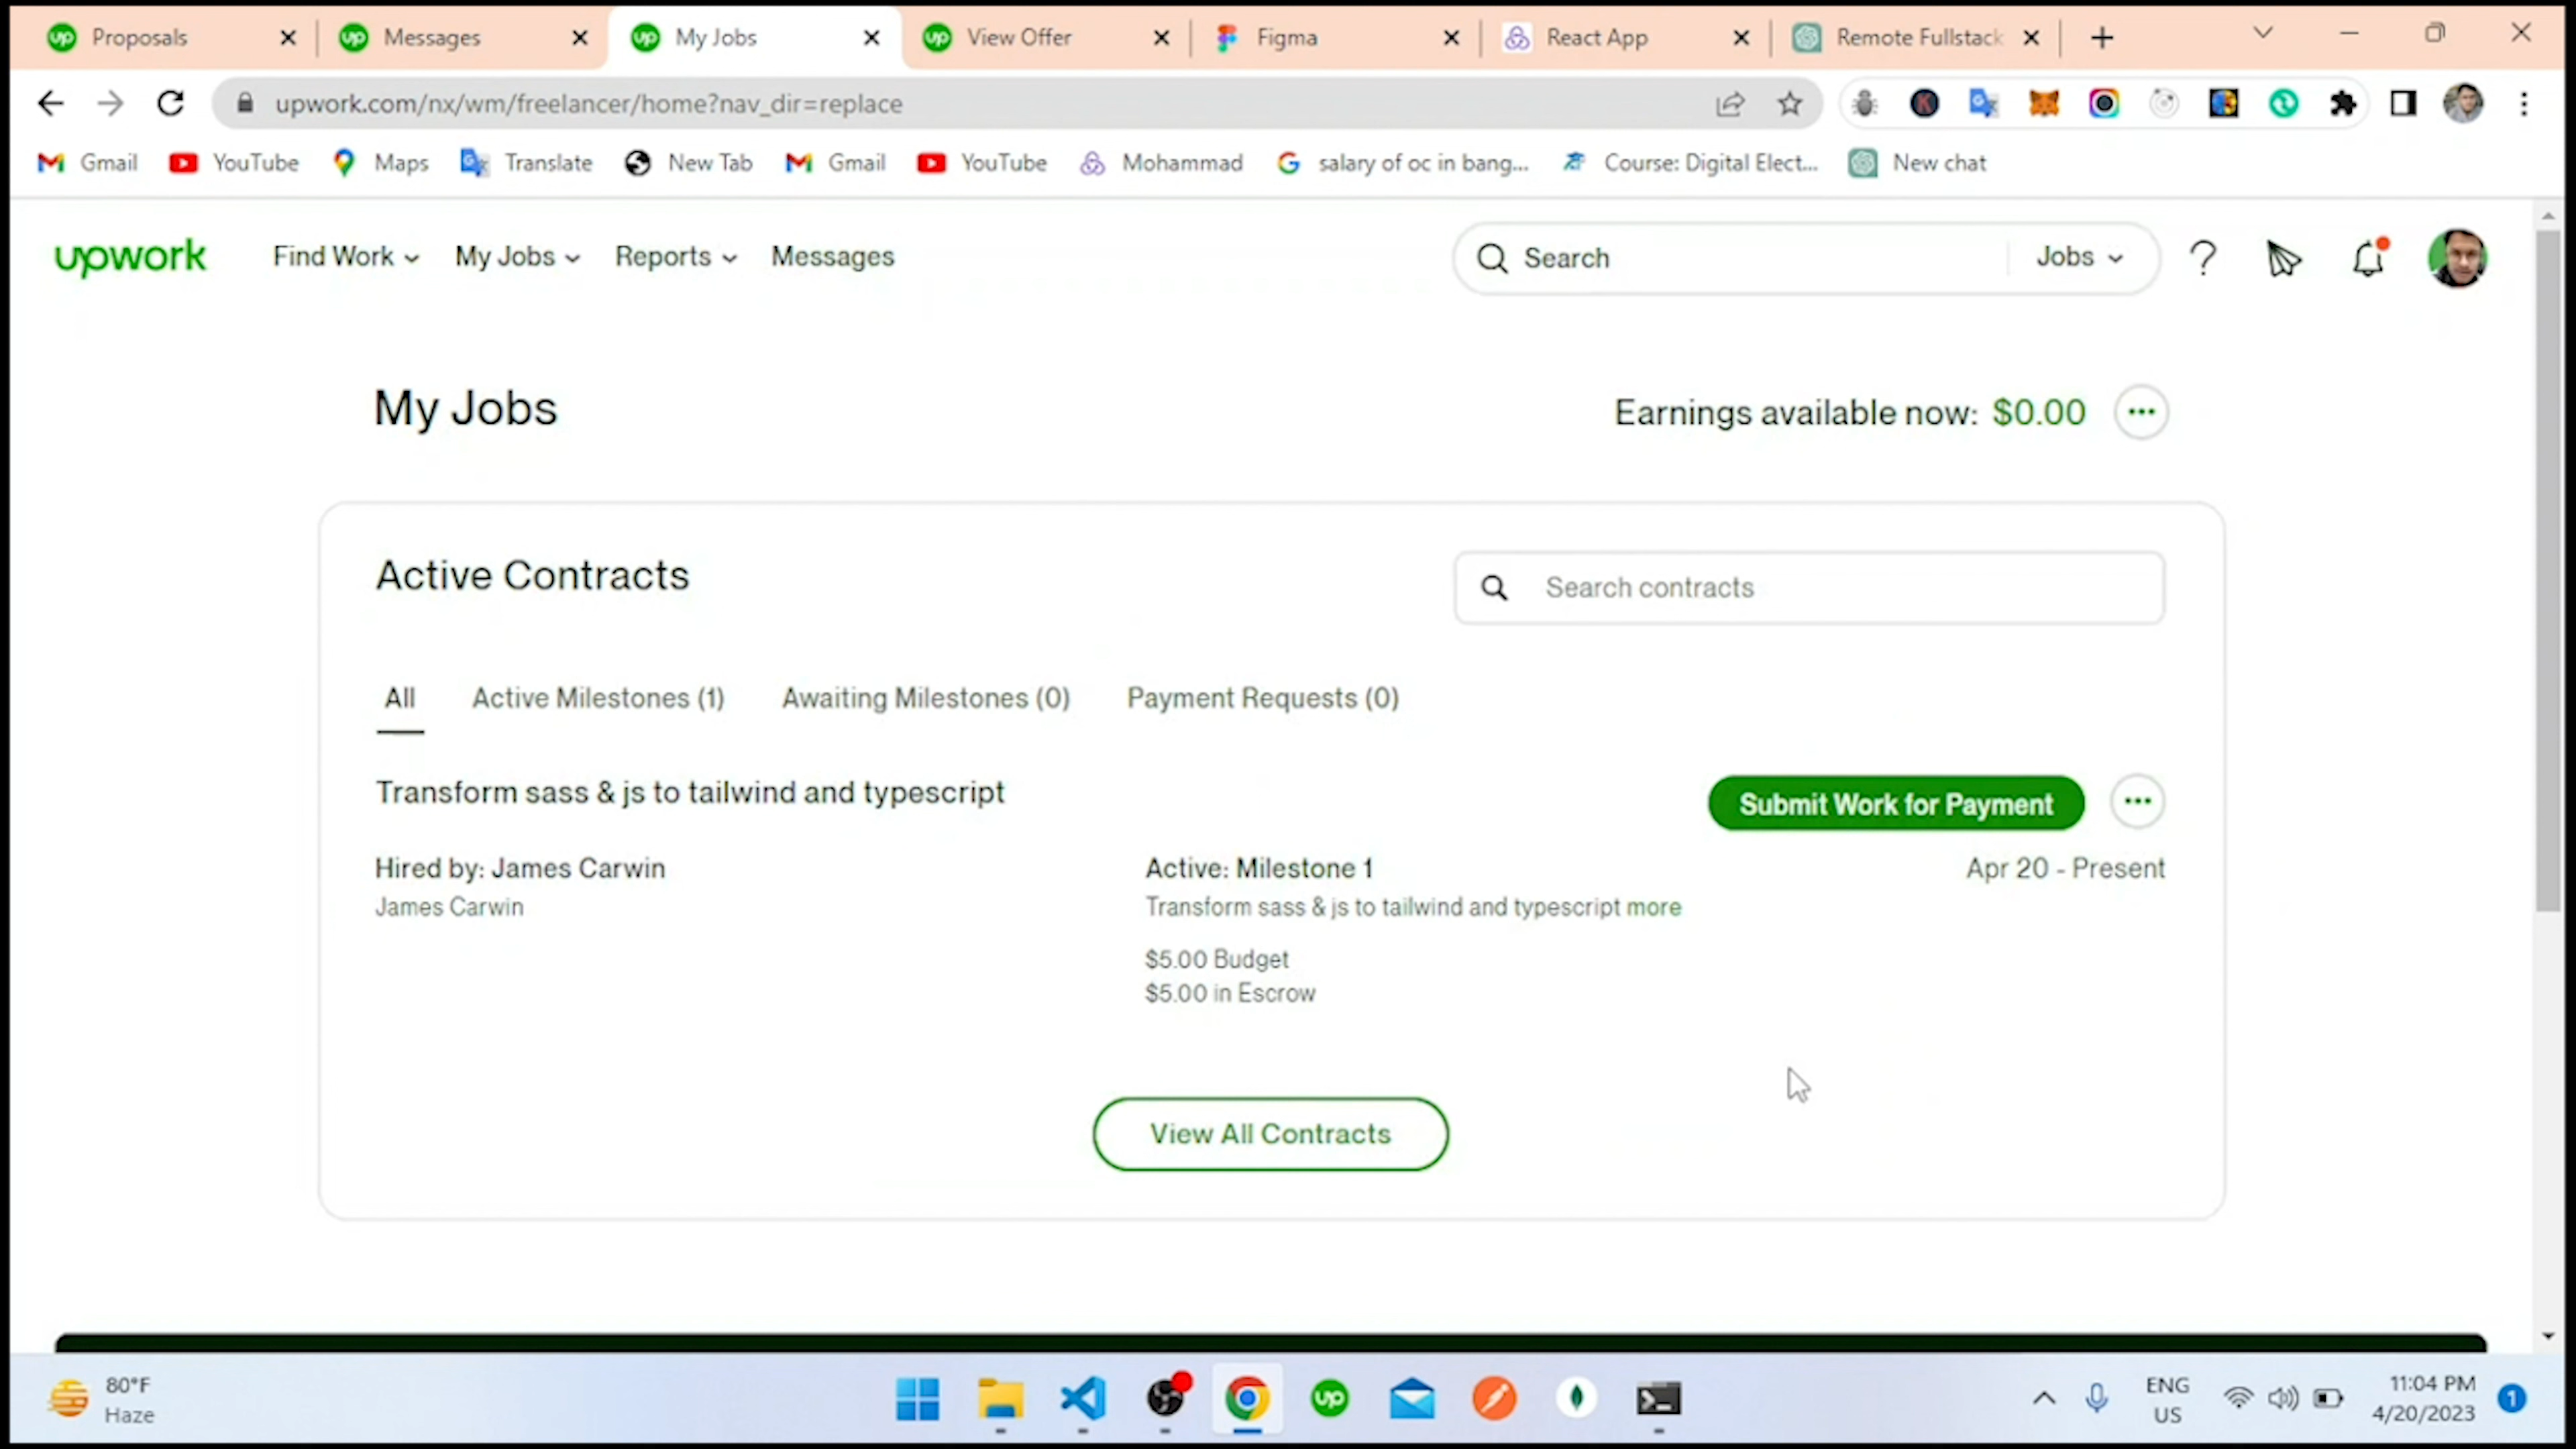 Proposals
Messages
My Jobs
View Offer
Figma
React App
Remote Fullstack
upwork.com/nx/wm/freelancer/home?nav_dir=replace
Gmail
YouTube
Maps
Translate
New Tab
Gmail
YouTube
Mohammad
salary of oc in bang...
Course: Digital Elect...
New chat
upwork
Find Work
My Jobs
Reports
Messages
Search
Jobs
My Jobs
Earnings available now: $0.00
Active Contracts
Search contracts
All
Active Milestones (1)
Awaiting Milestones (0)
Payment Requests (0)
Transform sass & js to tailwind and typescript
Submit Work for Payment
Hired by: James Carwin
James Carwin
Active: Milestone 1
Transform sass & js to tailwind and typescript more
$5.00 Budget
$5.00 in Escrow
Apr 20 - Present
View All Contracts
80°F
Haze
ENG
US
11:04 PM
4/20/2023
1